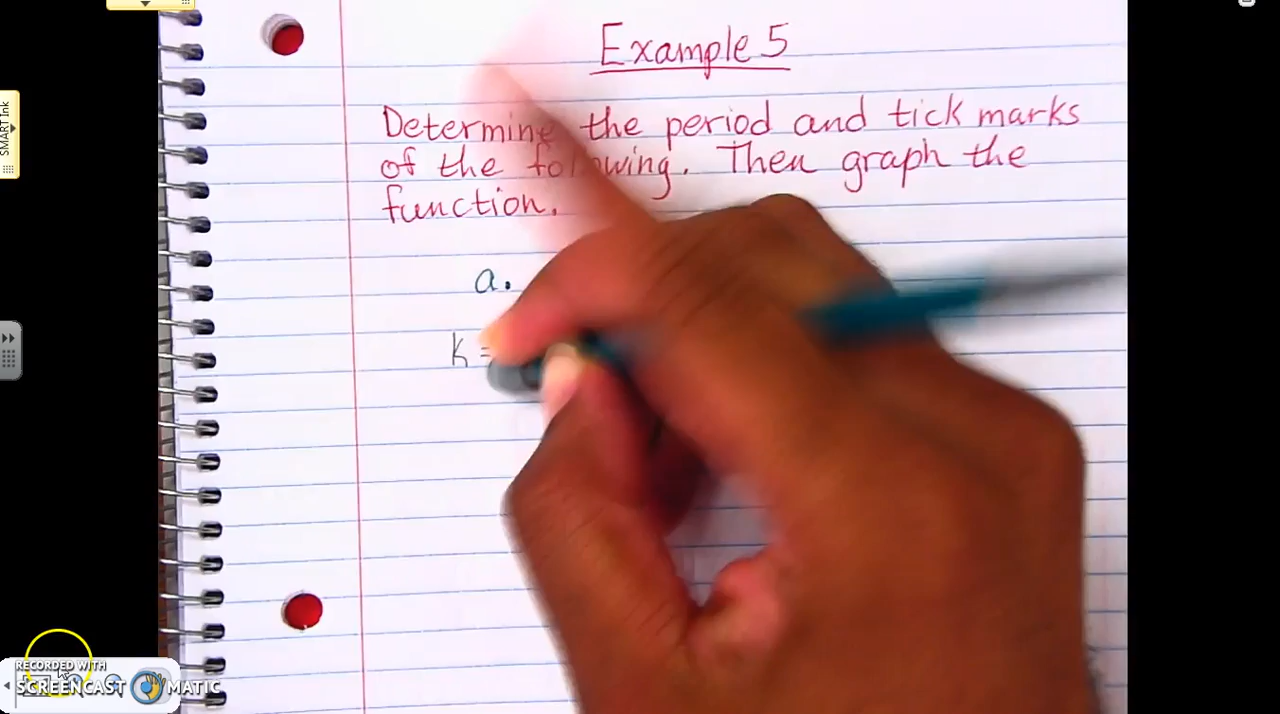 Example 5
Determine the period and tick marks
of the following. Then graph the
function.
a.
K =
SMART Ink
RECORDED WITH
SCREENCAST MATIC